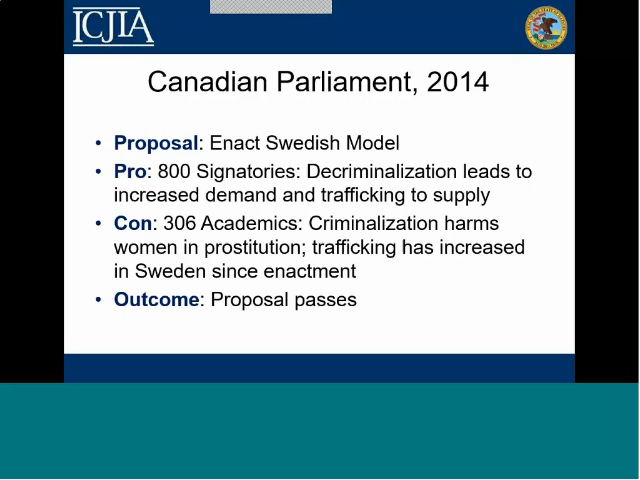 ICJIA
Canadian Parliament, 2014
• Proposal: Enact Swedish Model
• Pro: 800 Signatories: Decriminalization leads to
increased demand and trafficking to supply
• Con: 306 Academics: Criminalization harms
women in prostitution; trafficking has increased
in Sweden since enactment
• Outcome: Proposal passes